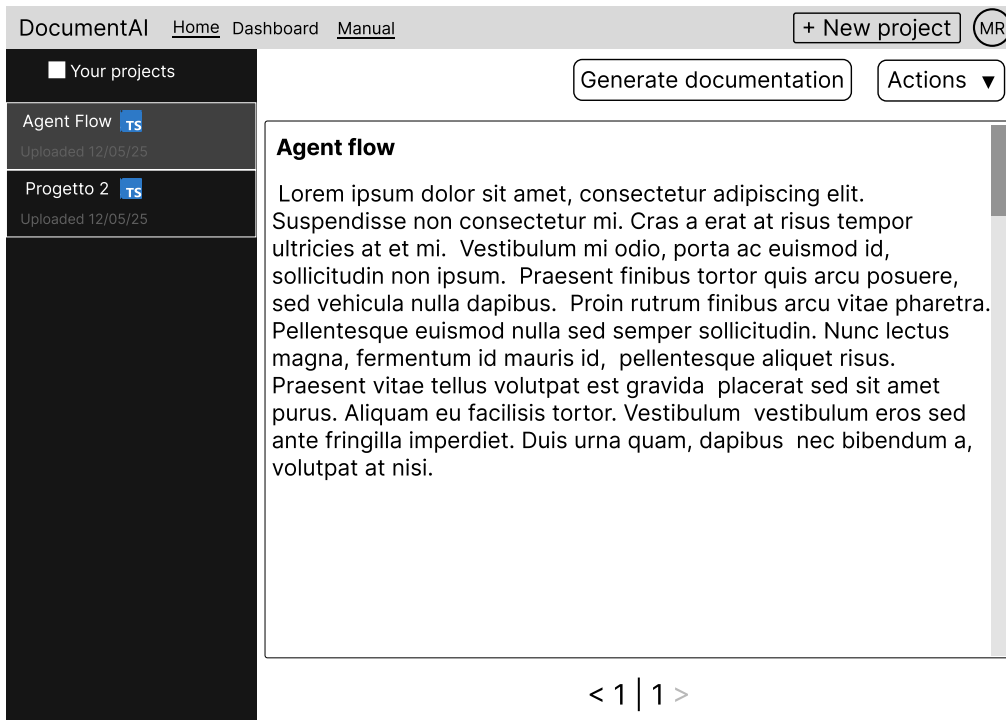 DocumentAI Home Dashboard Manual + New project MR
Your projects
Generate documentation Actions ▼
Agent Flow TS
Uploaded 12/05/25
Progetto 2 TS
Uploaded 12/05/25
Agent flow
Lorem ipsum dolor sit amet, consectetur adipiscing elit.
Suspendisse non consectetur mi. Cras a erat at risus tempor
ultricies at et mi. Vestibulum mi odio, porta ac euismod id,
sollicitudin non ipsum. Praesent finibus tortor quis arcu posuere,
sed vehicula nulla dapibus. Proin rutrum finibus arcu vitae pharetra.
Pellentesque euismod nulla sed semper sollicitudin. Nunc lectus
magna, fermentum id mauris id, pellentesque aliquet risus.
Praesent vitae tellus volutpat est gravida placerat sed sit amet
purus. Aliquam eu facilisis tortor. Vestibulum vestibulum eros sed
ante fringilla imperdiet. Duis urna quam, dapibus nec bibendum a,
volutpat at nisi.
< 1 | 1 >